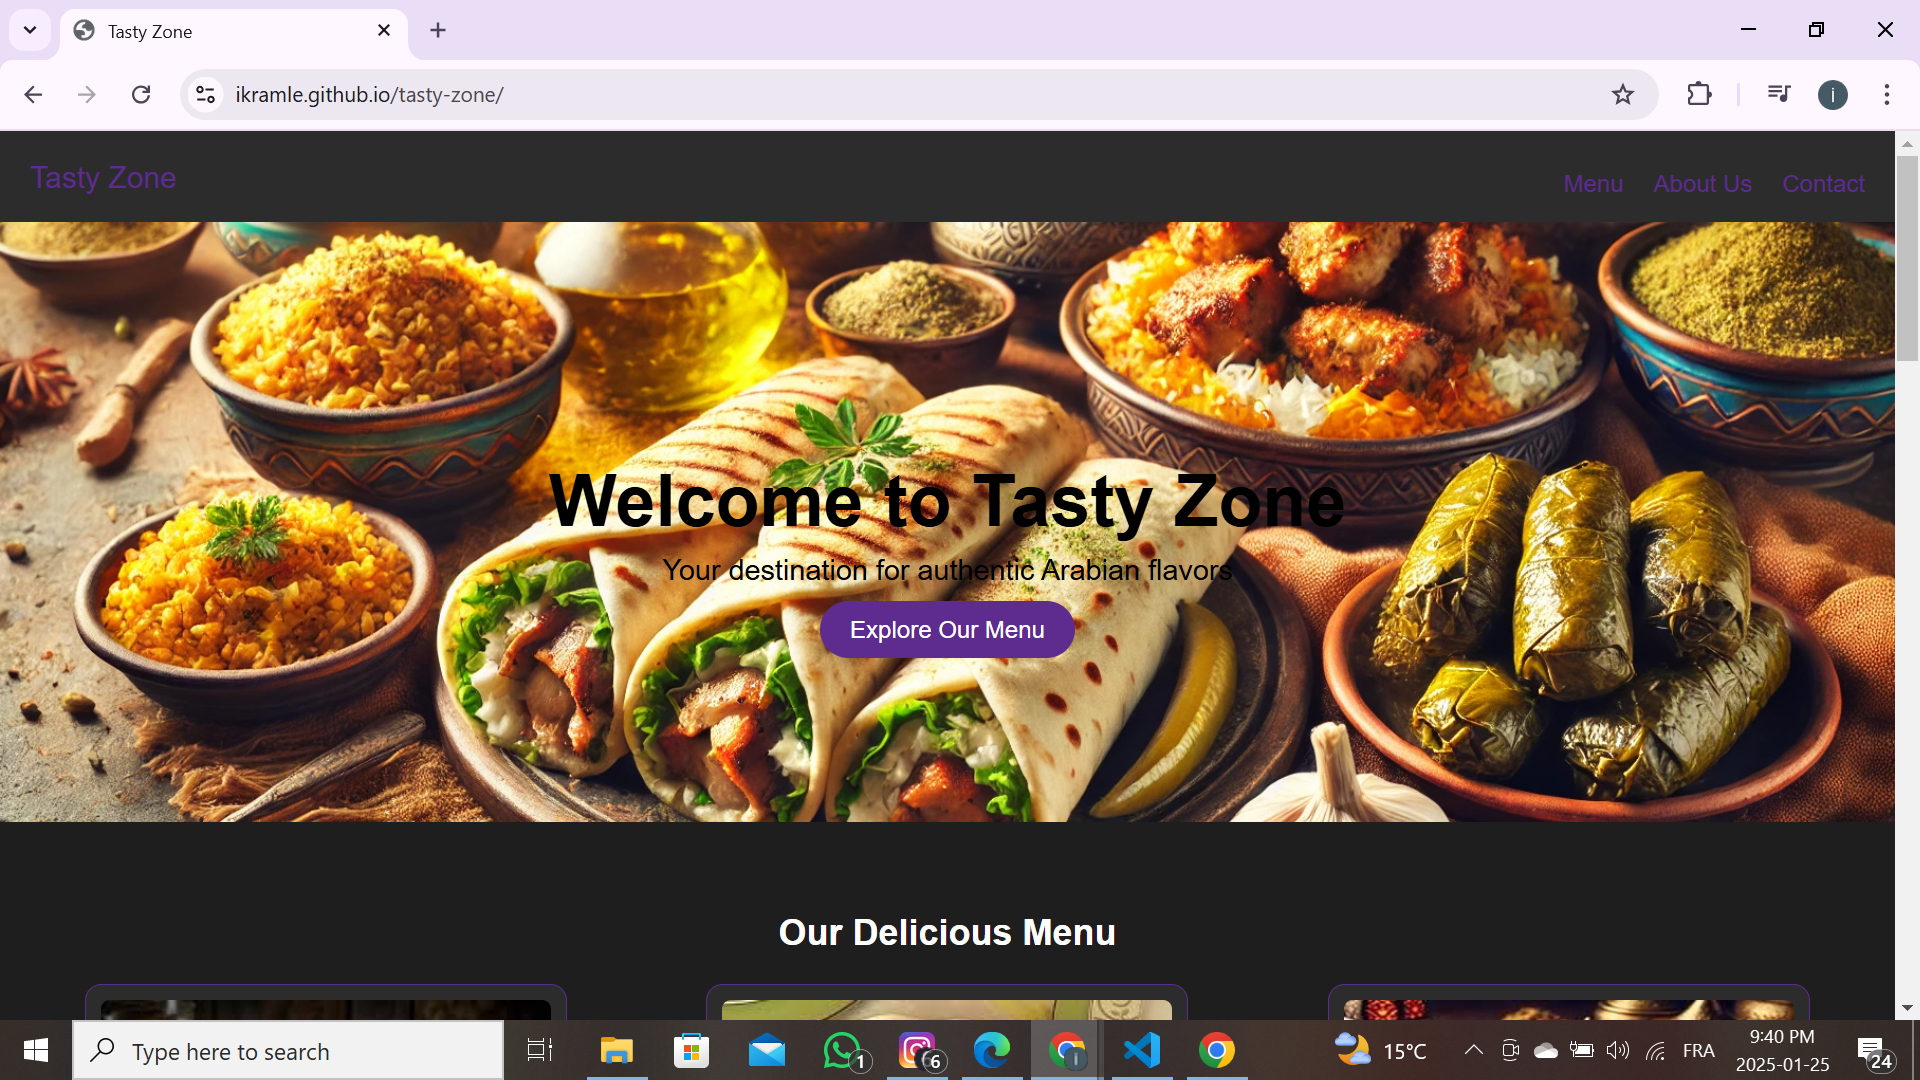 Tasty Zone
ikramle.github.io/tasty-zone/
i
Tasty Zone
Menu About Us Contact
Welcome to Tasty Zone
Your destination for authentic Arabian flavors
Explore Our Menu
Our Delicious Menu
Type here to search
1
6
i
15°C
FRA
9:40 PM
2025-01-25
24